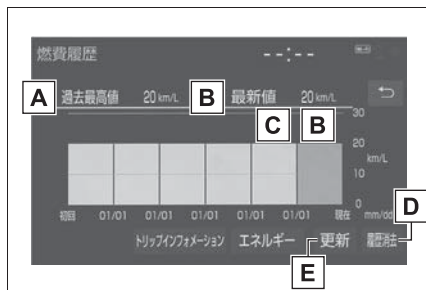 燃費履歴 --:--
A 過去最高値 20 km/L B 最新値 20 km/L
C B
30
20
km/L
10
0
初回 01/01 01/01 01/01 01/01 01/01 現在 mm/dd
D
トリップインフォメーション エネルギー 更新 履歴消去
E